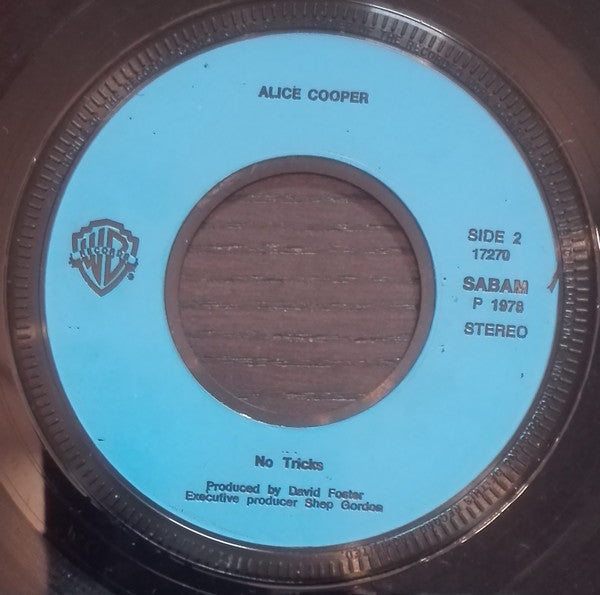 ALICE COOPER
WB
RECORDS
SIDE 2
17270
SABAM
P 1978
STEREO
No Tricks
Produced by David Foster
Executive producer Shep Gordon